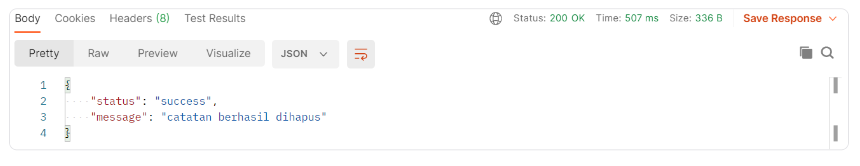 Body Cookies Headers (8) Test Results Status: 200 OK Time: 507 ms Size: 336 B Save Response
Pretty Raw Preview Visualize JSON
1 {
2 "status": "success",
3 "message": "catatan berhasil dihapus"
4 }